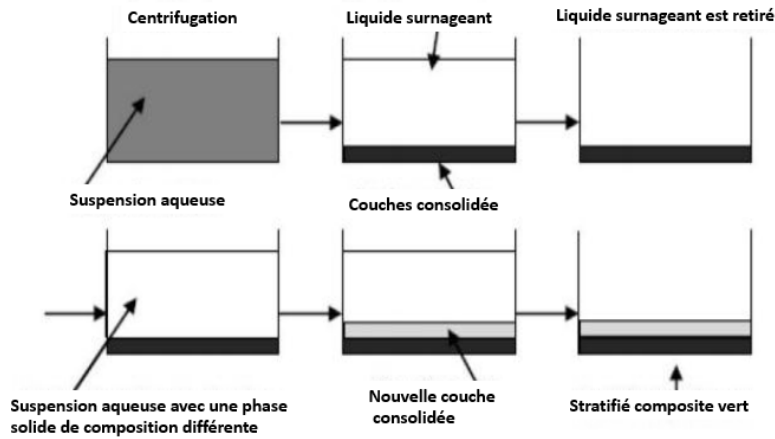 Centrifugation
Liquide surnageant
Liquide surnageant est retiré
Suspension aqueuse
Couches consolidée
Suspension aqueuse avec une phase
solide de composition différente
Nouvelle couche
consolidée
Stratifié composite vert